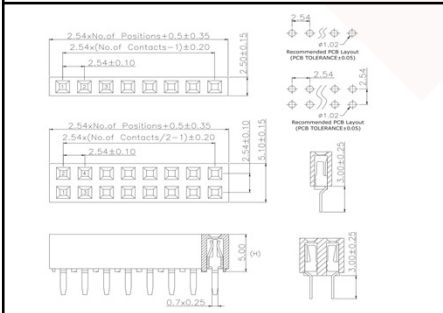 2.54xNo.of Positions+0.5±0.35
2.54x(No.of Contacts-1)±0.20
2.54±0.10
2.50±0.15
2.54
ø1.02
Recommended PCB Layout
(PCB TOLERANCE±0.05)
2.54
2.54
ø1.02
Recommended PCB Layout
(PCB TOLERANCE±0.05)
2.54xNo.of Positions+0.5±0.35
2.54x(No.of Contacts/2-1)±0.20
2.54±0.10
2.54±0.10
5.10±0.15
3.00±0.25
5.00
(H)
0.7x0.25
3.00±0.25